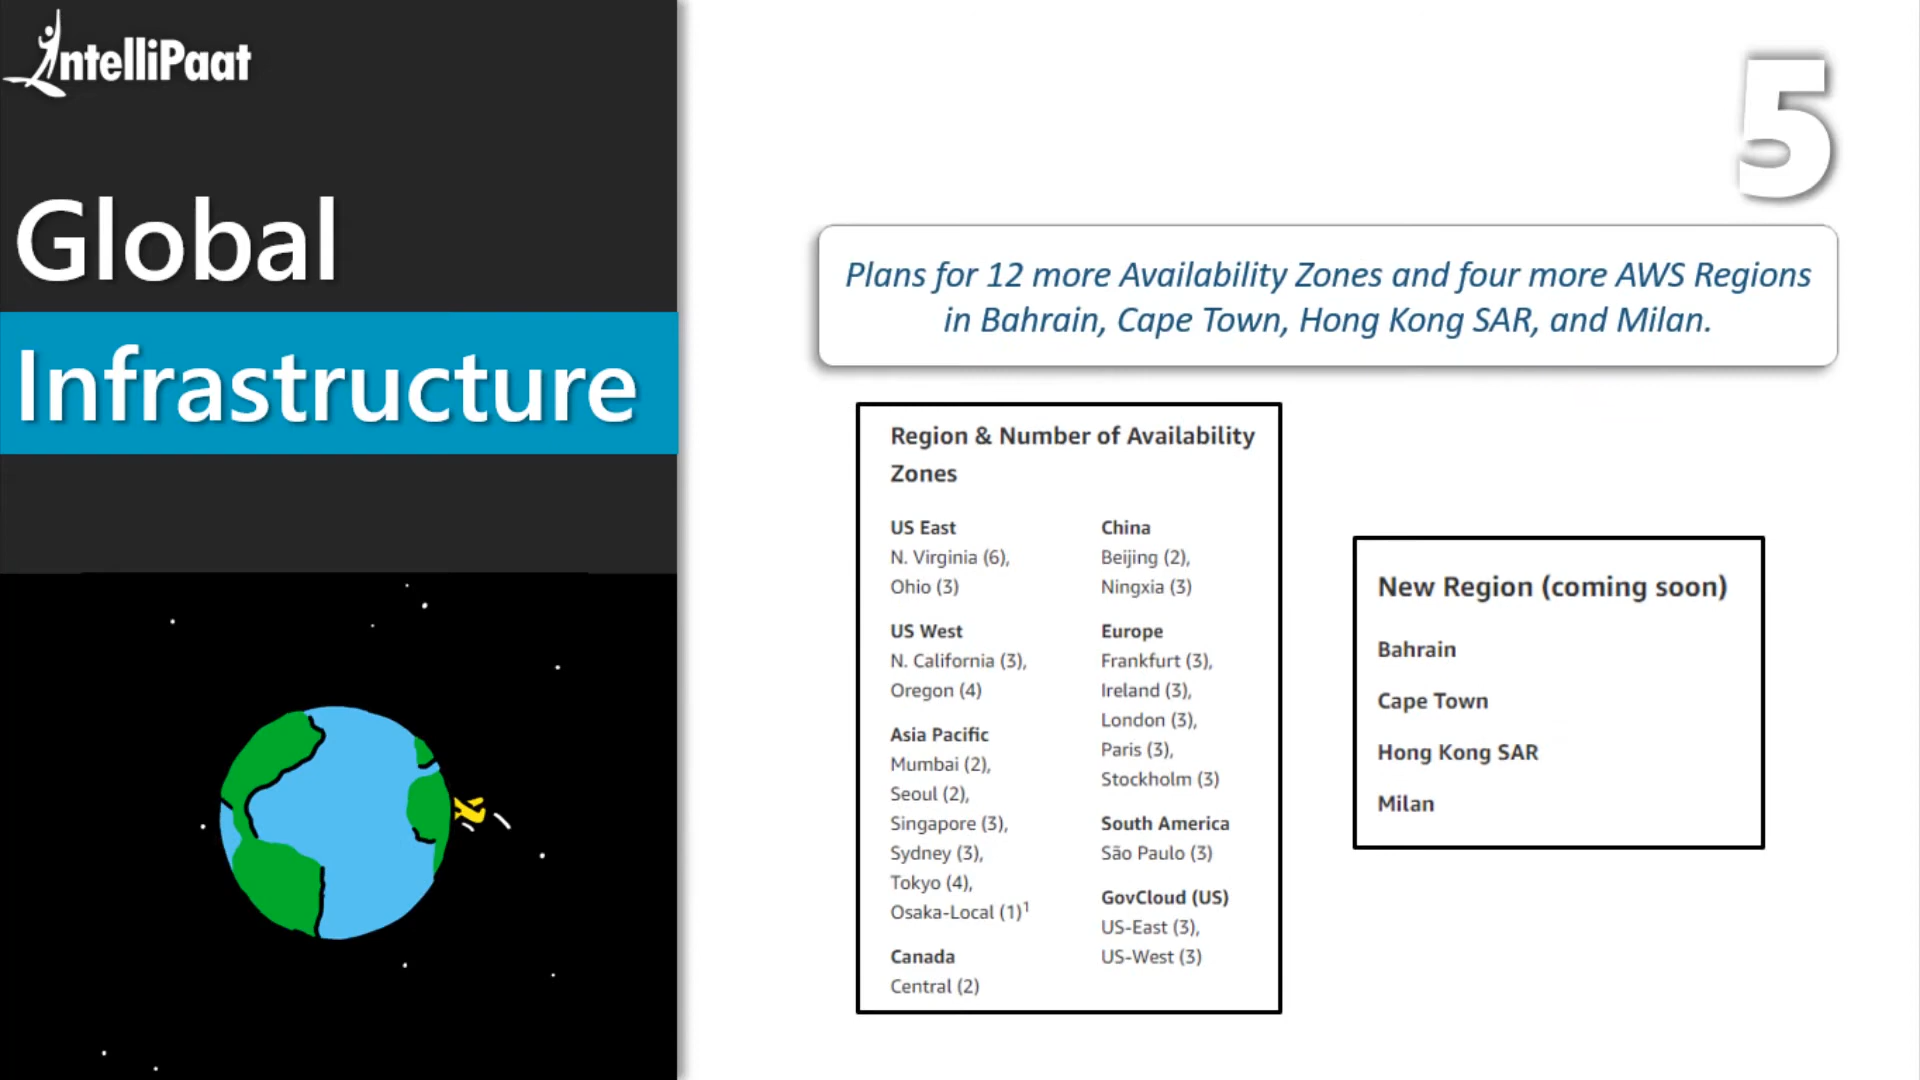 IntelliPaat
Global
Infrastructure
5
Plans for 12 more Availability Zones and four more AWS Regions
in Bahrain, Cape Town, Hong Kong SAR, and Milan.
Region & Number of Availability
Zones
US East
N. Virginia (6),
Ohio (3)
US West
N. California (3),
Oregon (4)
Asia Pacific
Mumbai (2),
Seoul (2),
Singapore (3),
Sydney (3),
Tokyo (4),
Osaka-Local (1)¹
Canada
Central (2)
China
Beijing (2),
Ningxia (3)
Europe
Frankfurt (3),
Ireland (3),
London (3),
Paris (3),
Stockholm (3)
South America
São Paulo (3)
GovCloud (US)
US-East (3),
US-West (3)
New Region (coming soon)
Bahrain
Cape Town
Hong Kong SAR
Milan